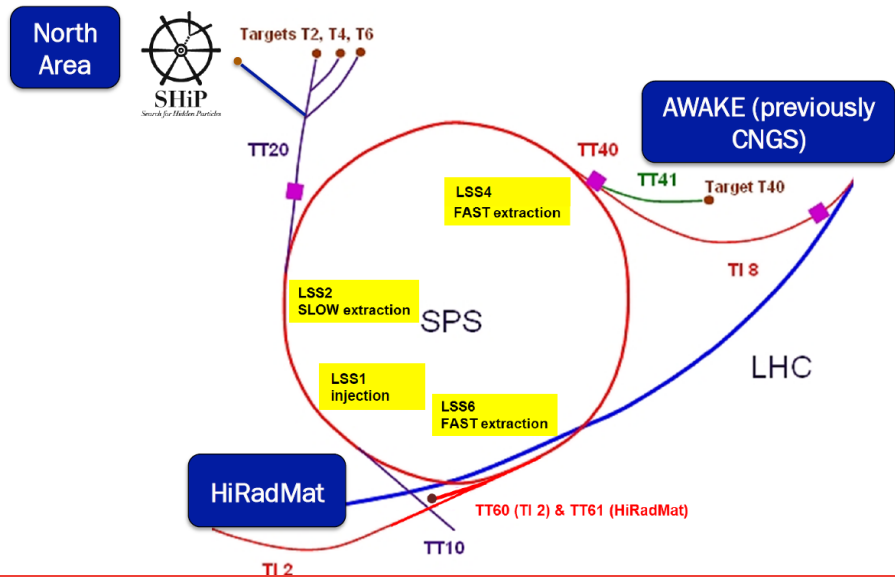 North
Area
Targets T2, T4, T6
SHiP
Search for Hidden Particles
AWAKE (previously
CNGS)
TT20
TT40
TT41
Target T40
LSS4
FAST extraction
TI 8
LSS2
SLOW extraction
SPS
LHC
LSS1
injection
LSS6
FAST extraction
HiRadMat
TT60 (TI 2) & TT61 (HiRadMat)
TT10
TI 2